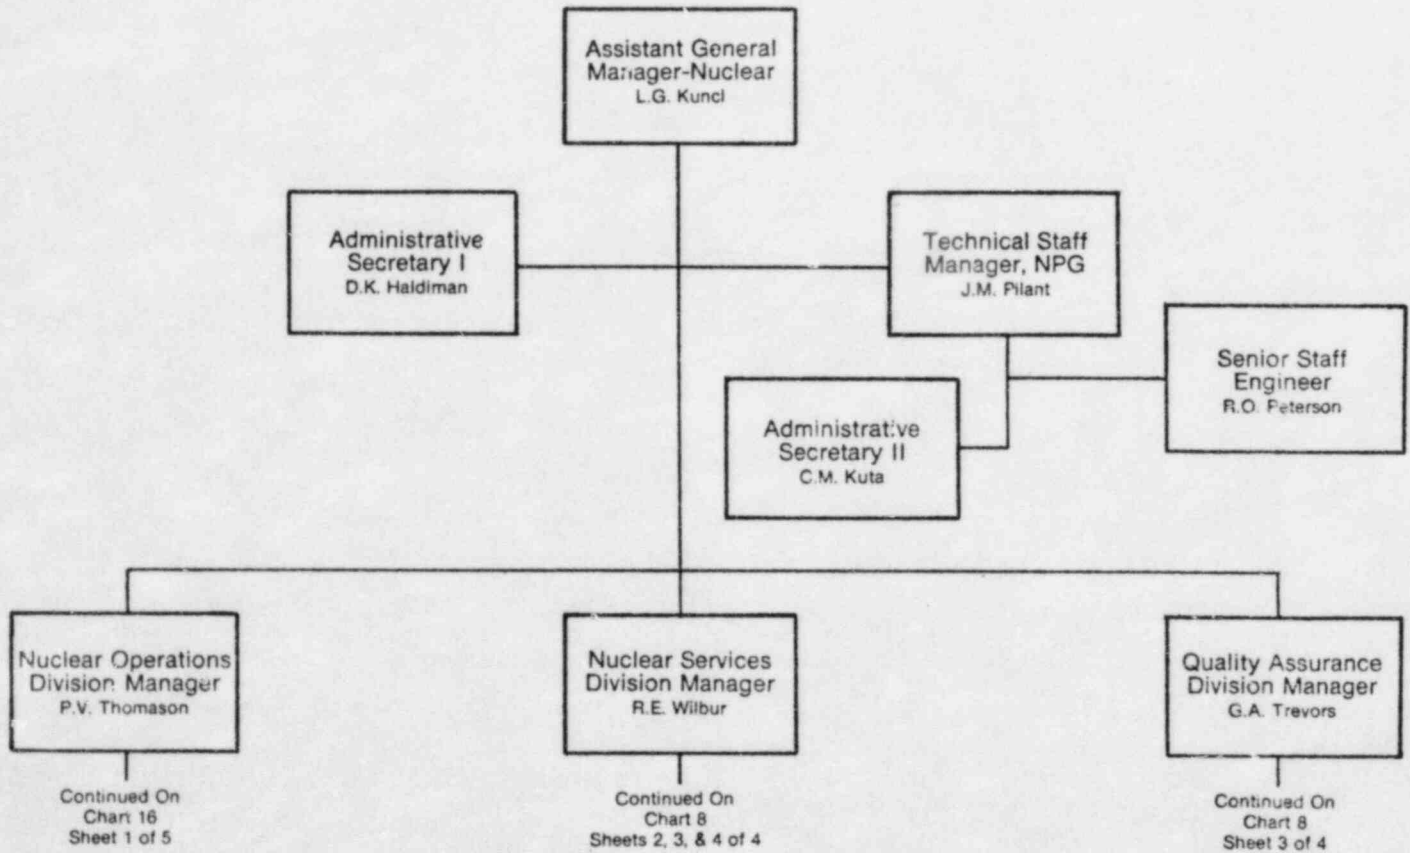 Assistant General
Manager-Nuclear
L.G. Kuncl
Administrative
Secretary I
D.K. Haldiman
Technical Staff
Manager, NPG
J.M. Pilant
Senior Staff
Engineer
R.O. Peterson
Administrative
Secretary II
C.M. Kuta
Nuclear Operations
Division Manager
P.V. Thomason
Nuclear Services
Division Manager
R.E. Wilbur
Quality Assurance
Division Manager
G.A. Trevors
Continued On
Chart 16
Sheet 1 of 5
Continued On
Chart 8
Sheets 2, 3, & 4 of 4
Continued On
Chart 8
Sheet 3 of 4